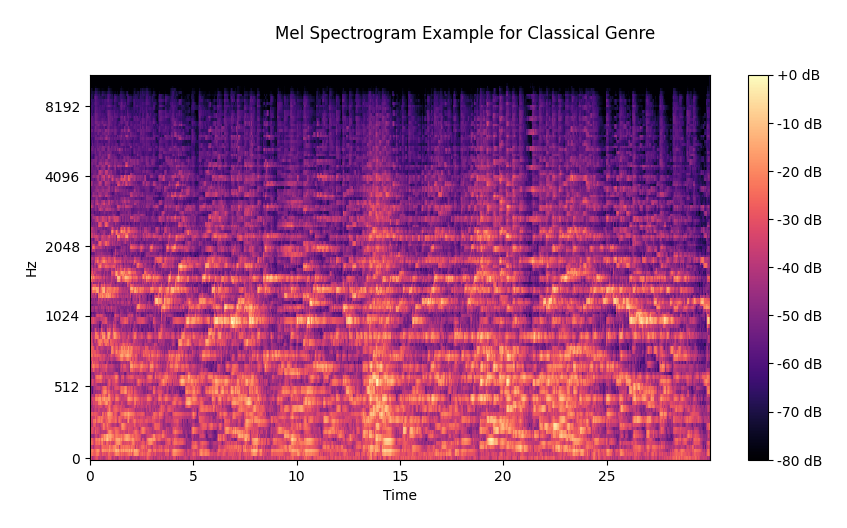 Mel Spectrogram Example for Classical Genre
Hz
8192
4096
2048
1024
512
0
0 5 10 15 20 25
Time
+0 dB
-10 dB
-20 dB
-30 dB
-40 dB
-50 dB
-60 dB
-70 dB
-80 dB